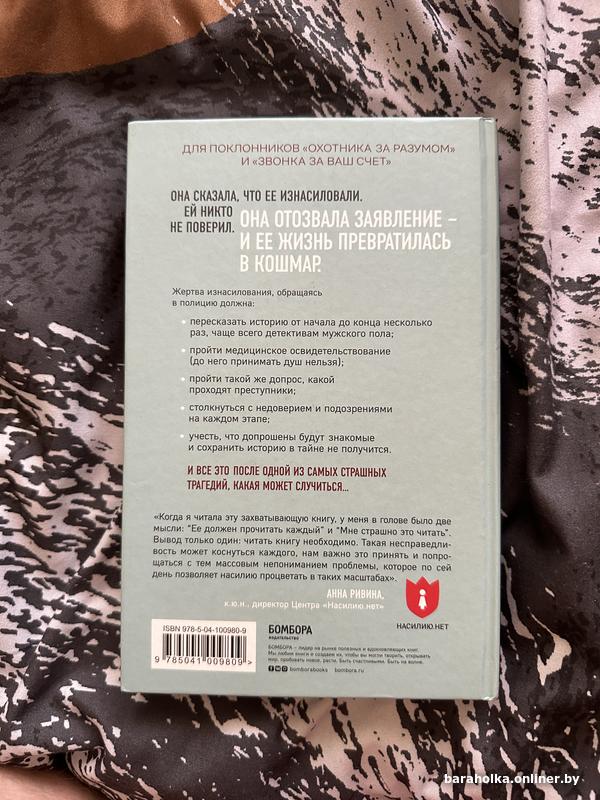 ДЛЯ ПОКЛОННИКОВ «ОХОТНИКА ЗА РАЗУМОМ»
И «ЗВОНКА ЗА ВАШ СЧЕТ»
ОНА СКАЗАЛА, ЧТО ЕЕ ИЗНАСИЛОВАЛИ.
ЕЙ НИКТО
НЕ ПОВЕРИЛ.
ОНА ОТОЗВАЛА ЗАЯВЛЕНИЕ –
И ЕЕ ЖИЗНЬ ПРЕВРАТИЛАСЬ
В КОШМАР.
Жертва изнасилования, обращаясь
в полицию должна:
• пересказать историю от начала до конца несколько
раз, чаще всего детективам мужского пола;
• пройти медицинское освидетельствование
(до него принимать душ нельзя);
• пройти такой же допрос, какой
проходят преступники;
• столкнуться с недоверием и подозрениями
на каждом этапе;
• учесть, что допрошены будут знакомые
и сохранить историю в тайне не получится.
И ВСЕ ЭТО ПОСЛЕ ОДНОЙ ИЗ САМЫХ СТРАШНЫХ
ТРАГЕДИЙ, КАКАЯ МОЖЕТ СЛУЧИТЬСЯ...
«Когда я читала эту захватывающую книгу, у меня в голове было две
мысли: "Ее должен прочитать каждый" и "Мне страшно это читать".
Вывод только один: читать книгу необходимо. Такая несправедли-
вость может коснуться каждого, нам важно это принять и попро-
щаться с тем массовым непониманием проблемы, которое по сей
день позволяет насилию процветать в таких масштабах».
АННА РИВИНА,
к.ю.н., директор Центра «Насилию.нет»
НАСИЛИЮ.НЕТ
ISBN 978-5-04-100980-9
9 785041 009809 >
БОМБОРА
издательство
БОМБОРА – лидер на рынке полезных и вдохновляющих книг.
Мы любим книги и создаем их, чтобы вы могли творить, открывать
мир, пробовать новое, расти. Быть счастливыми. Быть на волне.
bomborabooks bombora.ru
baraholka.onliner.by